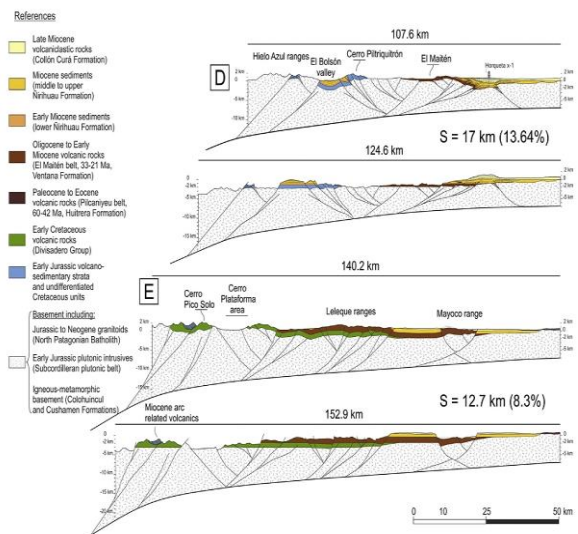 References
Late Miocene
volcaniclastic rocks
(Collón Curá Formation)
Miocene sediments
(middle to upper
Ñirihuau Formation)
Early Miocene sediments
(lower Ñirihuau Formation)
Oligocene to Early
Miocene volcanic rocks
(El Maitén belt, 33-21 Ma,
Ventana Formation)
Paleocene to Eocene
volcanic rocks (Pilcaniyeu belt,
60-42 Ma, Huitrera Formation)
Early Cretaceous
volcanic rocks
(Divisadero Group)
Early Jurassic volcano-
sedimentary strata
and undifferentiated
Cretaceous units
Basement including:
Jurassic to Neogene granitoids
(North Patagonian Batholith)
Early Jurassic plutonic intrusives
(Subcordilleran plutonic belt)
Igneous-metamorphic
basement (Colohuincul
and Cushamen Formations)
107.6 km
D
Hielo Azul ranges
El Bolsón
valley
Cerro Piltriquitrón
El Maitén
Horqueta x-1
S = 17 km (13.64%)
124.6 km
140.2 km
E
Cerro
Pico Solo
Cerro
Plataforma
area
Leleque ranges
Mayoco range
S = 12.7 km (8.3%)
Miocene arc
related volcanics
152.9 km
0 10 25 50 km